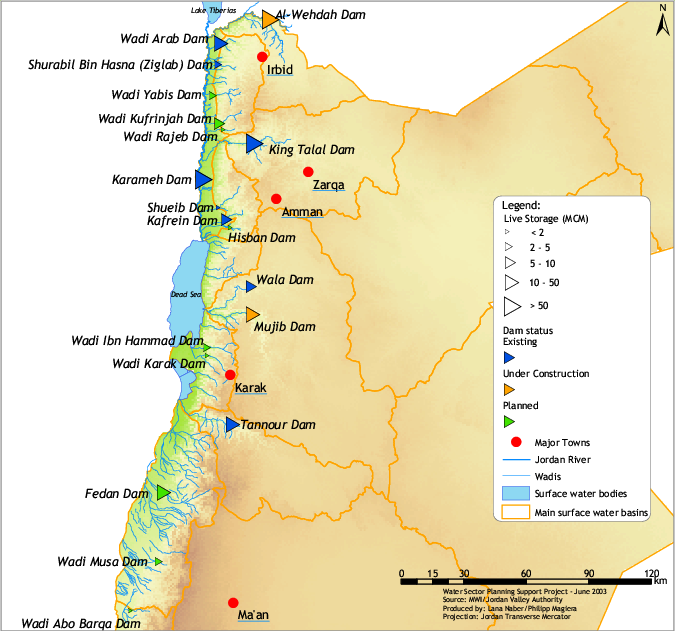 Lake Tiberias
N
Al-Wehdah Dam
Wadi Arab Dam
Shurabil Bin Hasna (Ziglab) Dam
Irbid
Wadi Yabis Dam
Wadi Kufrinjah Dam
Wadi Rajeb Dam
King Talal Dam
Karameh Dam
Zarqa
Shueib Dam
Amman
Kafrein Dam
Hisban Dam
Wala Dam
Dead Sea
Mujib Dam
Wadi Ibn Hammad Dam
Wadi Karak Dam
Karak
Tannour Dam
Fedan Dam
Wadi Musa Dam
Ma'an
Wadi Abo Barqa Dam
Legend:
Live Storage (MCM)
< 2
2 - 5
5 - 10
10 - 50
> 50
Dam status
Existing
Under Construction
Planned
Major Towns
Jordan River
Wadis
Surface water bodies
Main surface water basins
0 15 30 60 90 120
km
Water Sector Planning Support Project - June 2003
Source: MWI/Jordan Valley Authority
Produced by: Lana Naber/Philipp Magiera
Projection: Jordan Transverse Mercator